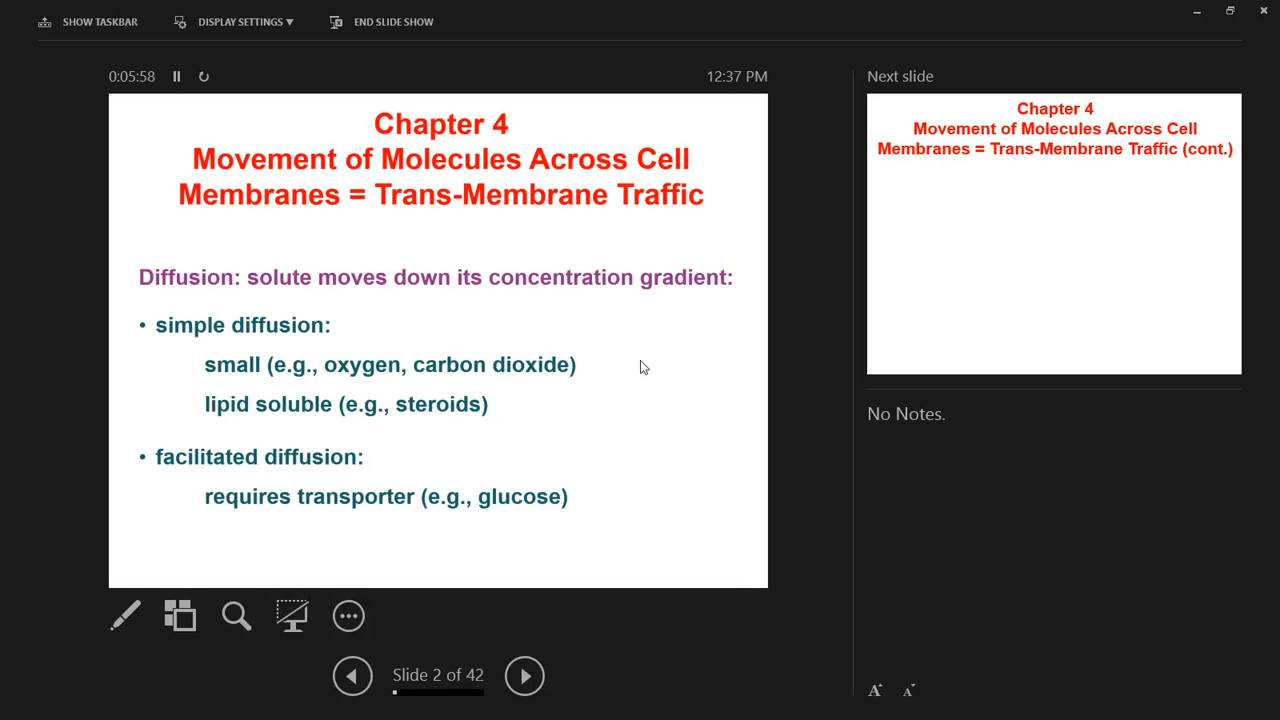 SHOW TASKBAR
DISPLAY SETTINGS ▼
END SLIDE SHOW
0:05:58
12:37 PM
Chapter 4
Movement of Molecules Across Cell
Membranes = Trans-Membrane Traffic
Diffusion: solute moves down its concentration gradient:
• simple diffusion:
small (e.g., oxygen, carbon dioxide)
lipid soluble (e.g., steroids)
• facilitated diffusion:
requires transporter (e.g., glucose)
Slide 2 of 42
Next slide
Chapter 4
Movement of Molecules Across Cell
Membranes = Trans-Membrane Traffic (cont.)
No Notes.
A A